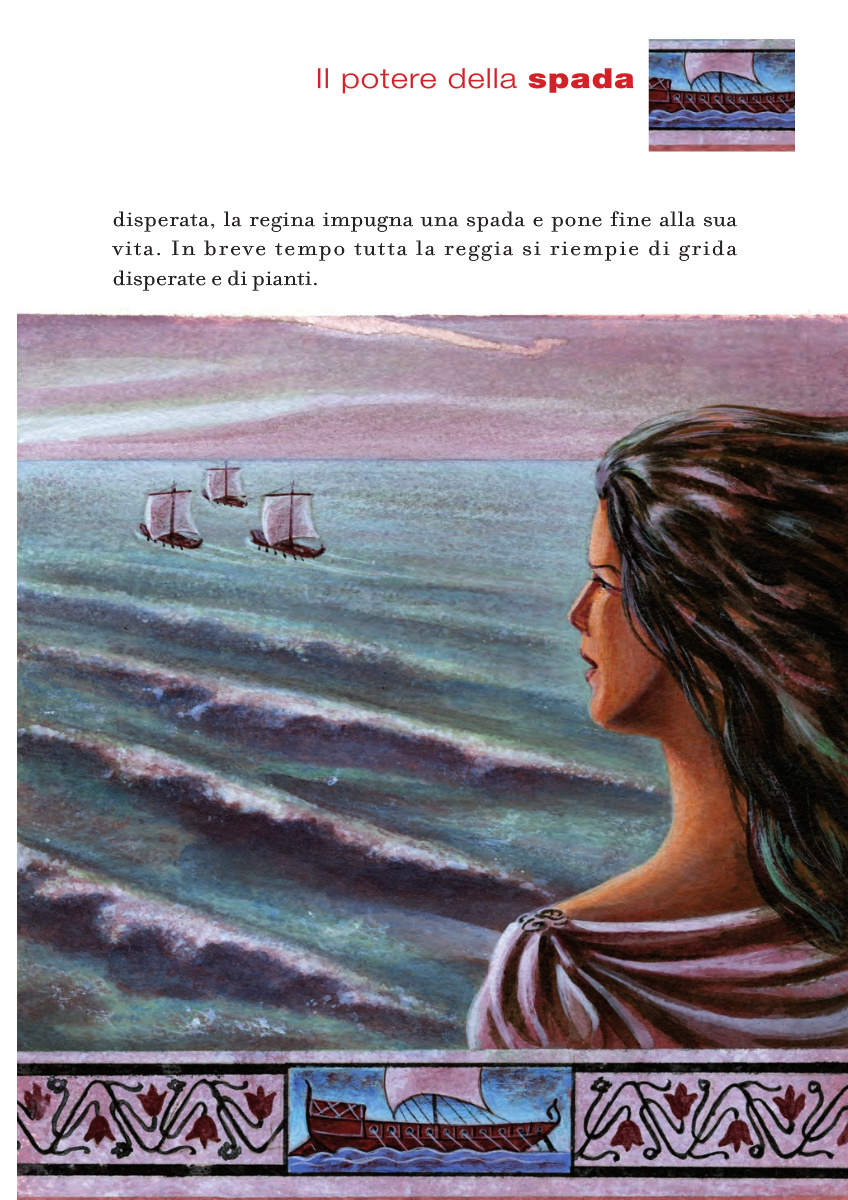 Il potere della spada
disperata, la regina impugna una spada e pone fine alla sua
vita. In breve tempo tutta la reggia si riempie di grida
disperate e di pianti.